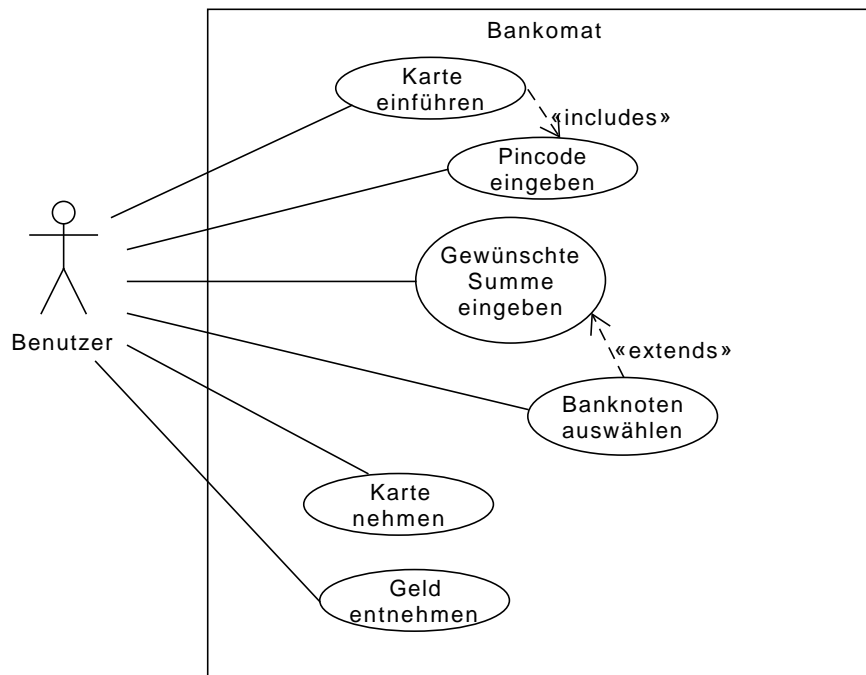 Bankomat
Karte
einführen
«includes»
Pincode
eingeben
Gewünschte
Summe
eingeben
Benutzer
«extends»
Banknoten
auswählen
Karte
nehmen
Geld
entnehmen